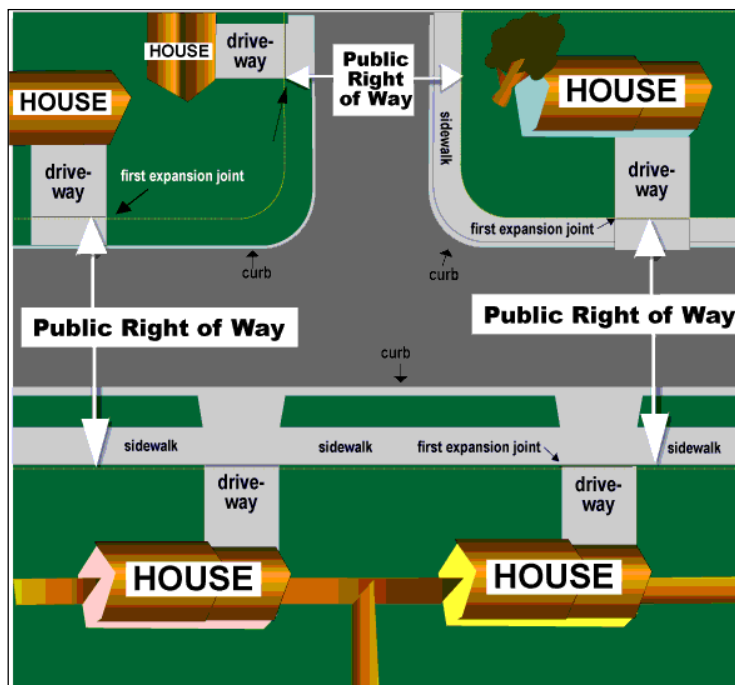 HOUSE
drive-
way
Public
Right
of Way
HOUSE
HOUSE
sidewalk
drive-
way
drive-
way
first expansion joint
first expansion joint
curb
curb
Public Right of Way
Public Right of Way
curb
sidewalk
sidewalk
first expansion joint
sidewalk
drive-
way
drive-
way
HOUSE
HOUSE